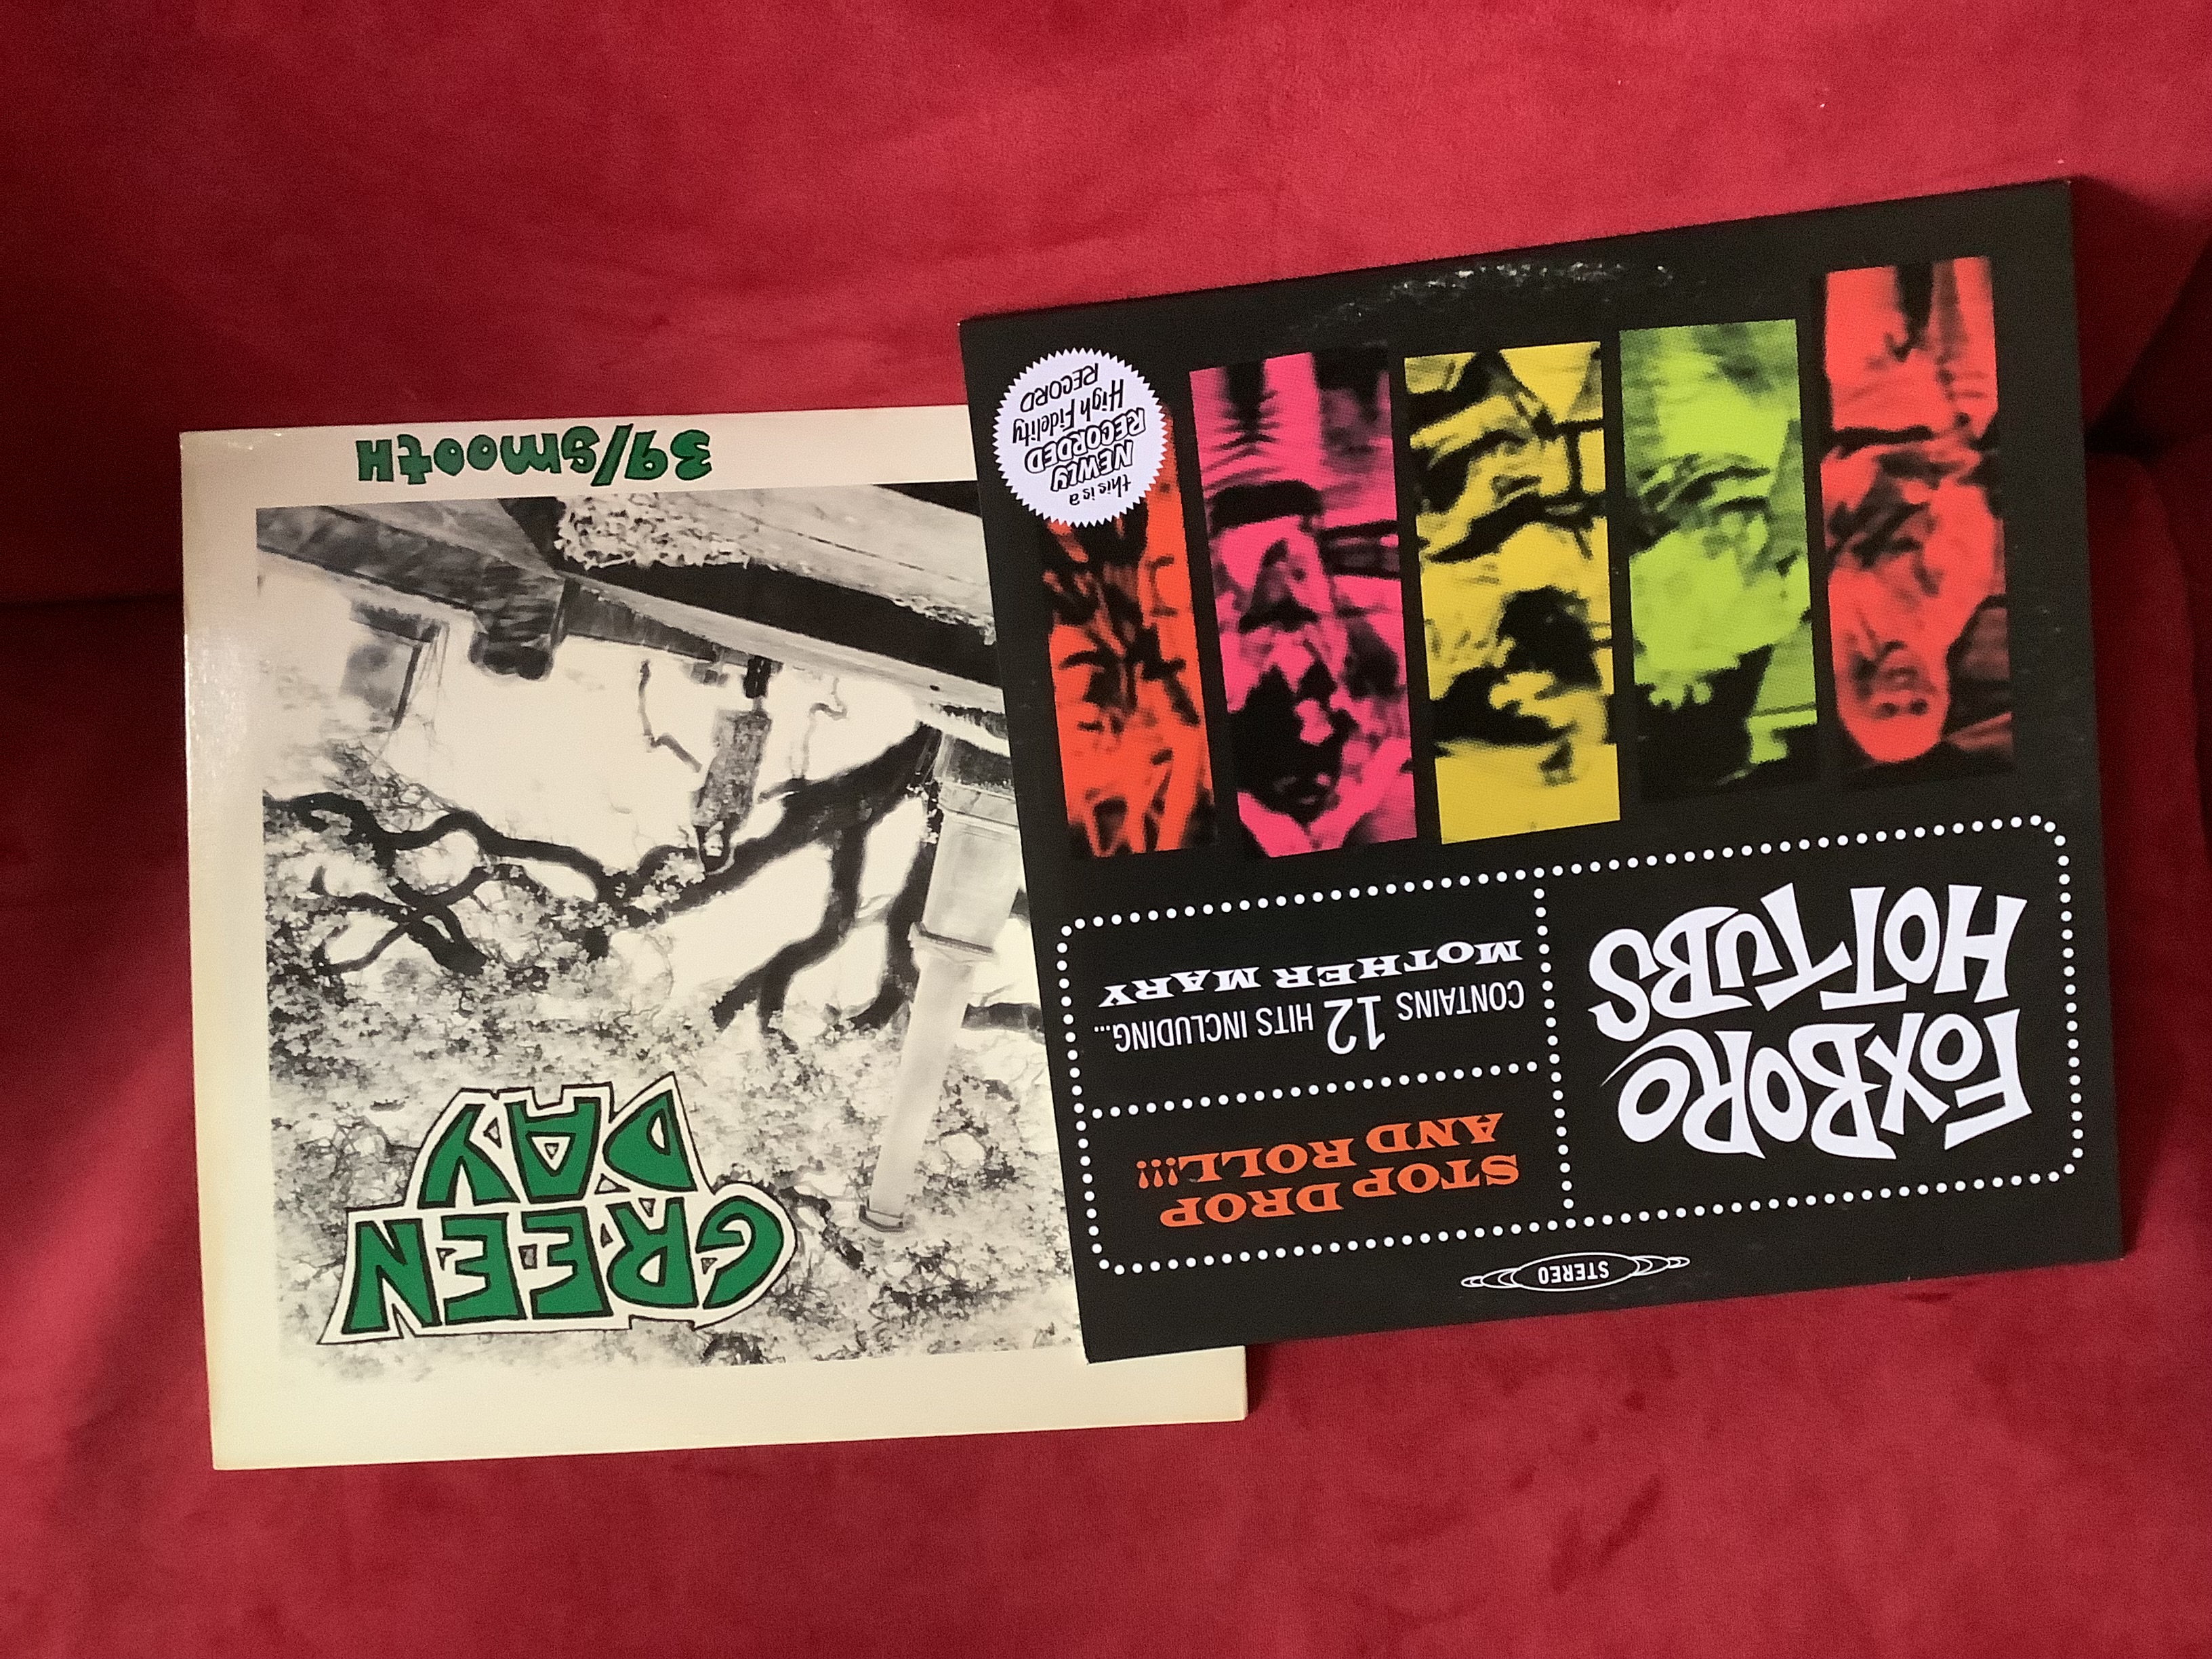 STEREO
FOXBORO
HOT TUBS
STOP DROP
AND ROLL!!!
CONTAINS 12 HITS INCLUDING...
MOTHER MARY
this is a
NEWLY
RECORDED
High Fidelity
RECORD
GREEN
DAY
39/smooth